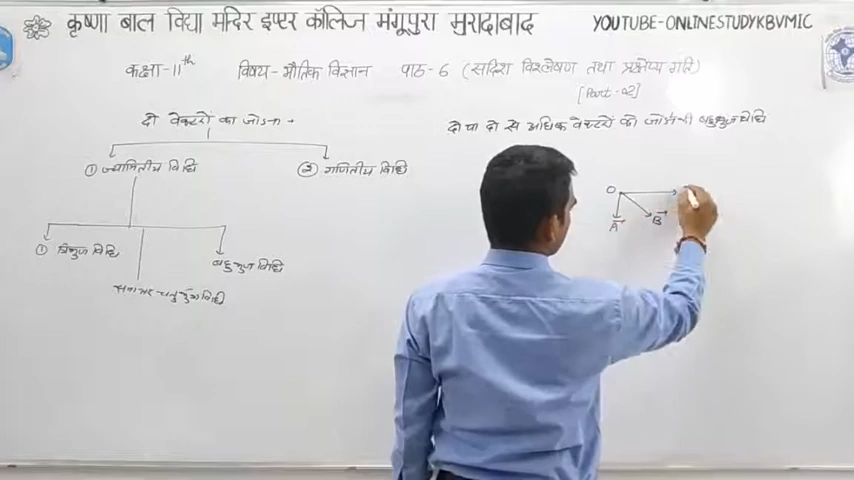 कृष्णा बाल विद्या मन्दिर इण्टर कॉलिज मंगूपुरा मुरादाबाद
YOUTUBE-ONLINESTUDYKBVMIC
कक्षा-11th विषय-भौतिक विज्ञान पाठ-6 (सदिश विश्लेषण तथा प्रक्षेप्य गति)
[Part-02]
दो वेक्टरों का जोड़ना →
① ज्यामितीय विधि
② गणितीय विधि
① त्रिभुज विधि
समान्तर चतुर्भुज विधि
बहुभुज विधि
दो या दो से अधिक वेक्टरों को जोड़ने की बहुभुज विधि
O
A
B